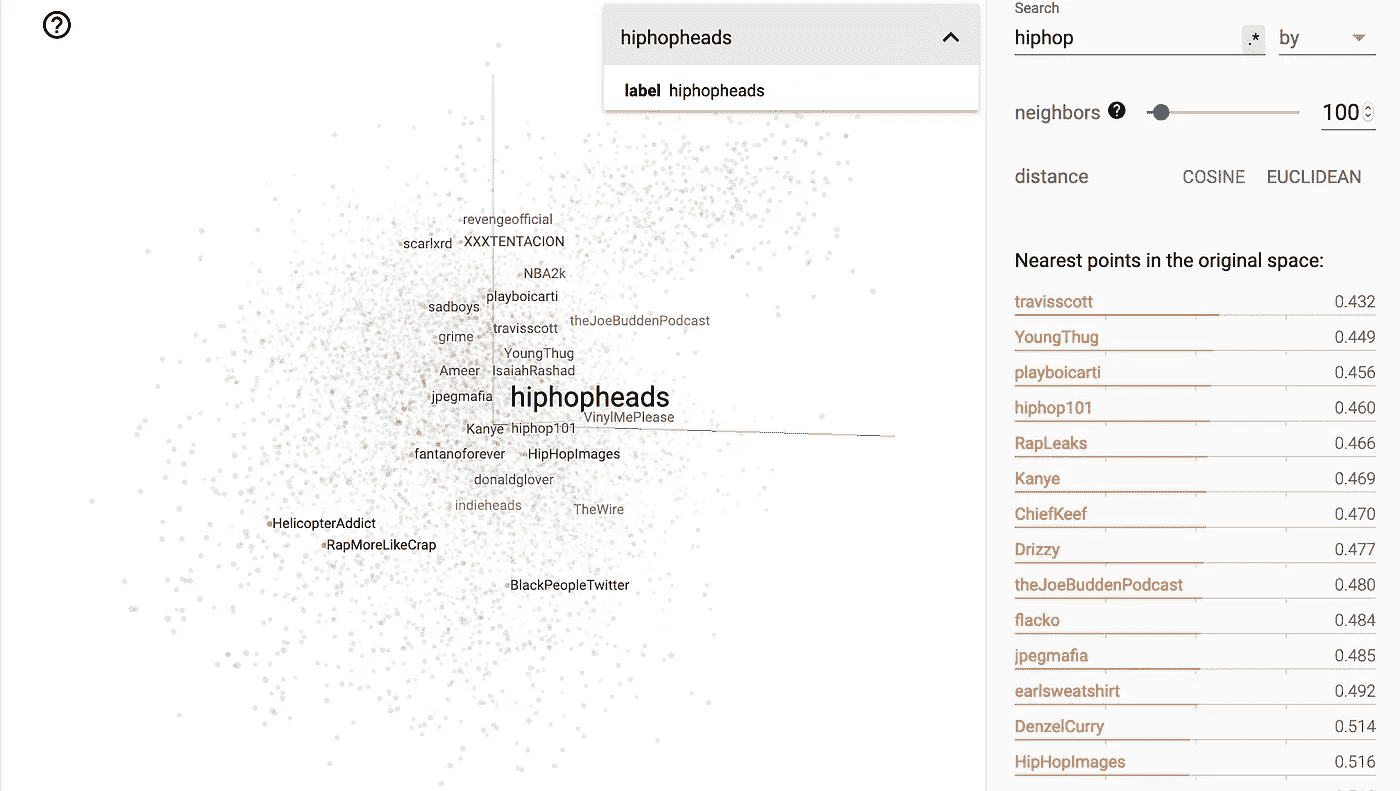 ?
hiphopheads
label hiphopheads
revengeofficial
scarlxrd XXXTENTACION
NBA2k
playboicarti
sadboys
theJoeBuddenPodcast
travisscott
grime
YoungThug
Ameer IsaiahRashad
jpegmafia hiphopheads
VinylMePlease
Kanye hiphop101
fantanoforever HipHopImages
donaldglover
indieheads TheWire
HelicopterAddict
RapMoreLikeCrap
BlackPeopleTwitter
Search
hiphop .* by
neighbors ? 100
distance COSINE EUCLIDEAN
Nearest points in the original space:
travisscott 0.432
YoungThug 0.449
playboicarti 0.456
hiphop101 0.460
RapLeaks 0.466
Kanye 0.469
ChiefKeef 0.470
Drizzy 0.477
theJoeBuddenPodcast 0.480
flacko 0.484
jpegmafia 0.485
earlsweatshirt 0.492
DenzelCurry 0.514
HipHopImages 0.516